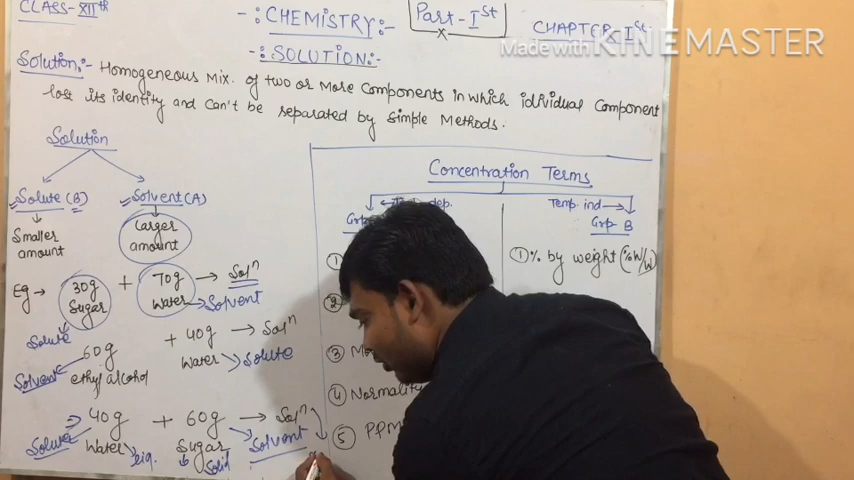 CLASS-XIIth
-: CHEMISTRY:-
Part-Ist
x
CHAPTER-Ist
Made with KINEMASTER
-: SOLUTION:-
Solution:- Homogeneous Mix. of two or More Components in which idividual Component
lost its identity and Can't be separated by Simple Methods.
Solution
Solute(B)
Solvent(A)
Smaller
amount
Larger
amount
Eg → 30g + 70g → Solⁿ
Sugar Water → Solvent
Solute
60g + 40g → Solⁿ
Solvent ethyl alcohol Water Solute
40g + 60g → Solⁿ
Solute Water Sugar Solvent
liq. Solid
Concentration Terms
dep.
Temp. ind →
Grp B
①
① % by weight (% W/W)
②
③
④ Normality
⑤ PPM